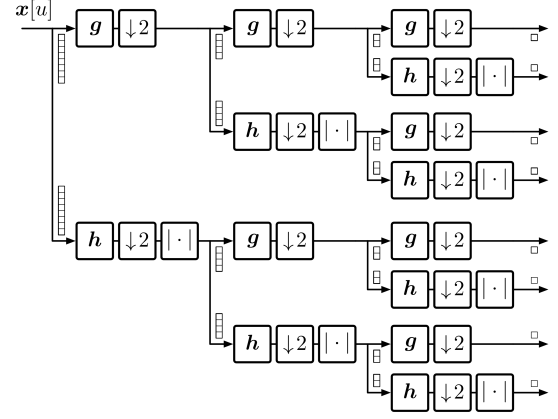 x[u]
g ↓2 g ↓2 g ↓2
h ↓2 |·|
h ↓2 |·| g ↓2
h ↓2 |·|
h ↓2 |·| g ↓2 g ↓2
h ↓2 |·|
h ↓2 |·| g ↓2
h ↓2 |·|